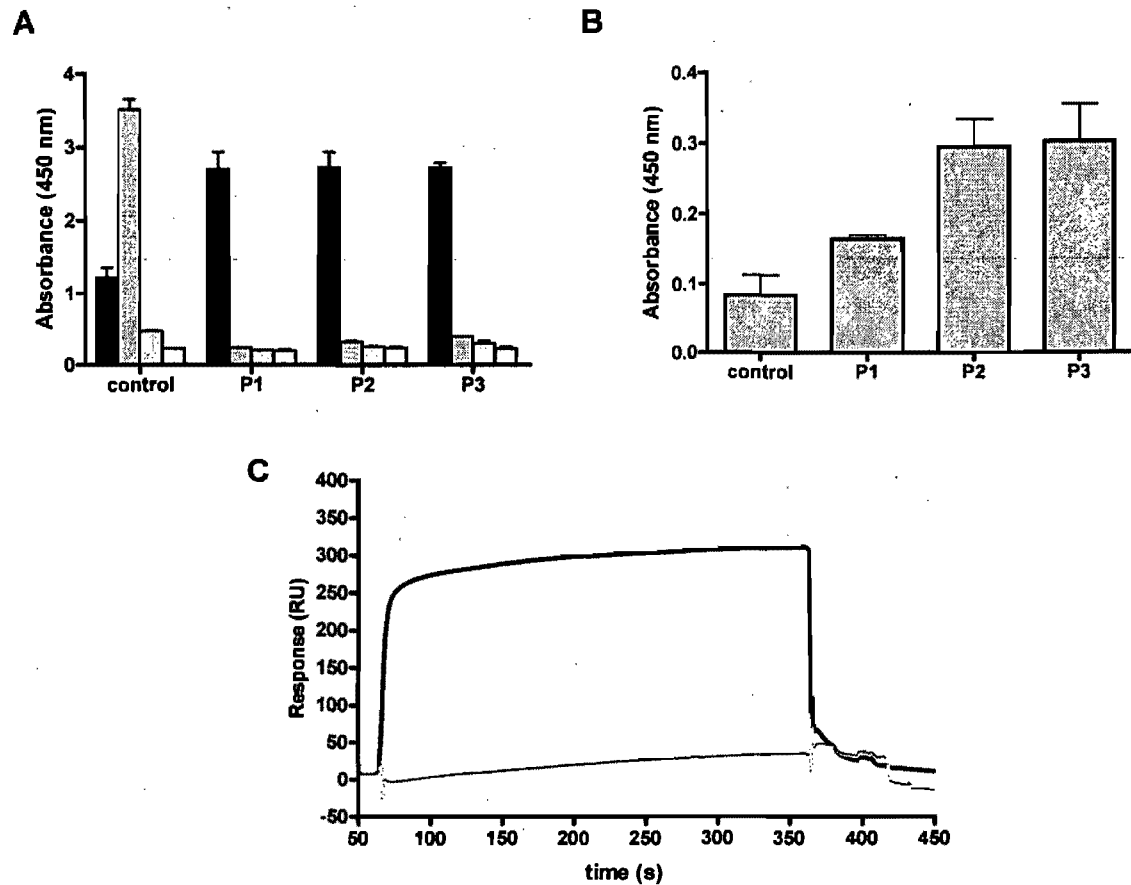 A
Absorbance (450 nm)
4
3
2
1
0
control P1 P2 P3
B
Absorbance (450 nm)
0.4
0.3
0.2
0.1
0.0
control P1 P2 P3
C
Response (RU)
400
350
300
250
200
150
100
50
0
-50
50 100 150 200 250 300 350 400 450
time (s)